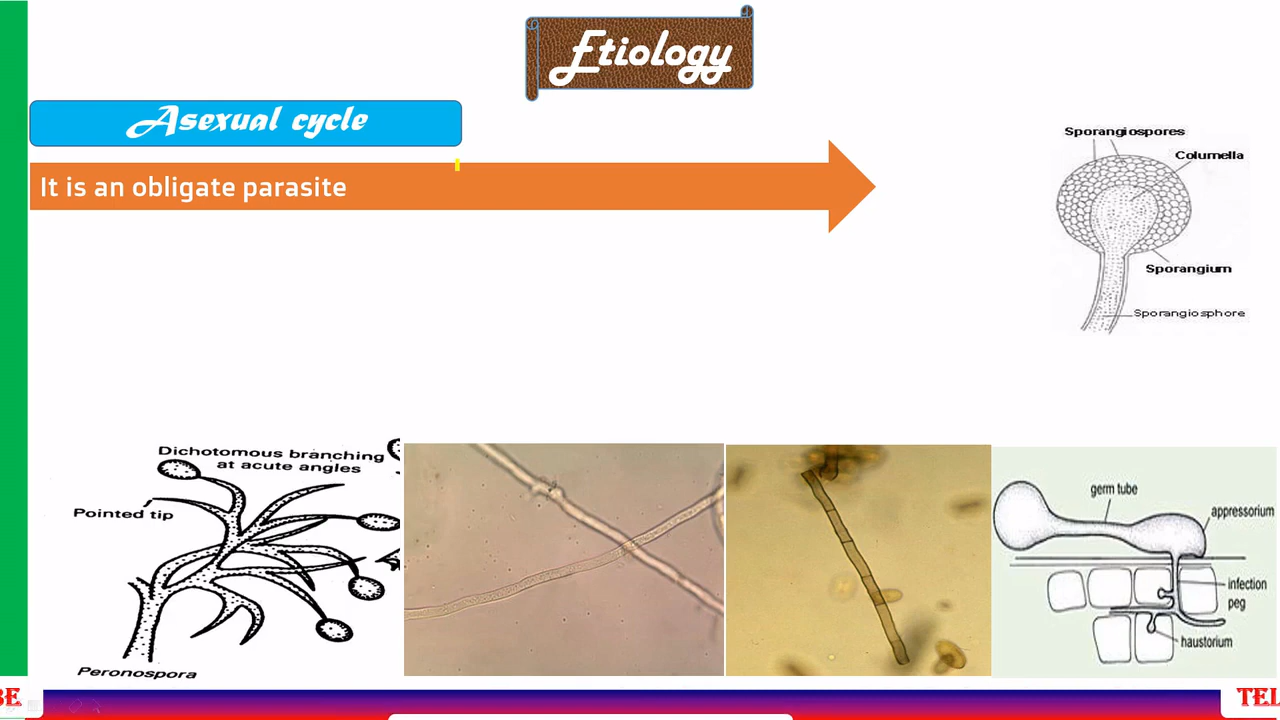 Etiology
Asexual cycle
It is an obligate parasite
Sporangiospores
Columella
Sporangium
Sporangiosphore
Dichotomous branching
at acute angles
Pointed tip
Peronospora
germ tube
appressorium
infection
peg
haustorium
BE
TEL